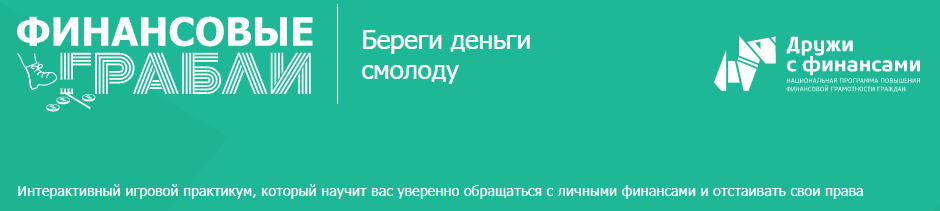 ФИНАНСОВЫЕ
ГРАБЛИ
Береги деньги
смолоду
Дружи
с финансами
НАЦИОНАЛЬНАЯ ПРОГРАММА ПОВЫШЕНИЯ
ФИНАНСОВОЙ ГРАМОТНОСТИ ГРАЖДАН
Интерактивный игровой практикум, который научит вас уверенно обращаться с личными финансами и отстаивать свои права